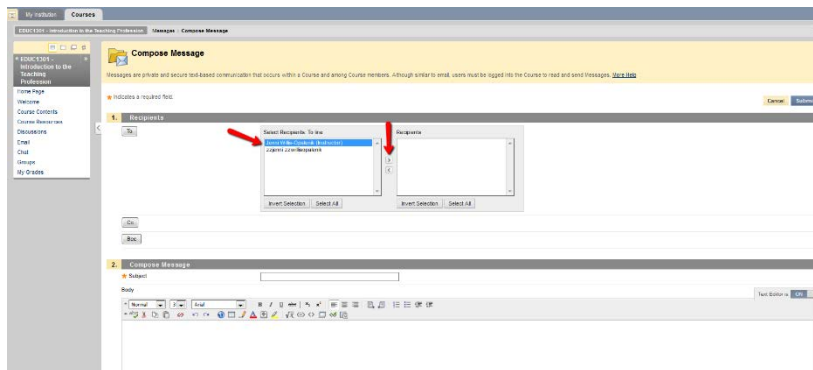 My Institution Courses
EDUC1301 - Introduction to the Teaching Profession Messages Compose Message
EDUC1301 -
Introduction to the
Teaching
Profession
Home Page
Welcome
Course Contents
Course Resources
Discussions
Email
Chat
Groups
My Grades
Compose Message
Messages are private and secure text-based communication that occurs within a Course and among Course members. Although similar to email, users must be logged into the Course to read and send Messages. More Help
Indicates a required field.
Cancel Submit
1. Recipients
To
Select Recipients: To line
Recipients
(Instructor)
Invert Selection Select All
Invert Selection Select All
Cc
Bcc
2. Compose Message
Subject
Body
Text Editor is ON
Normal Arial